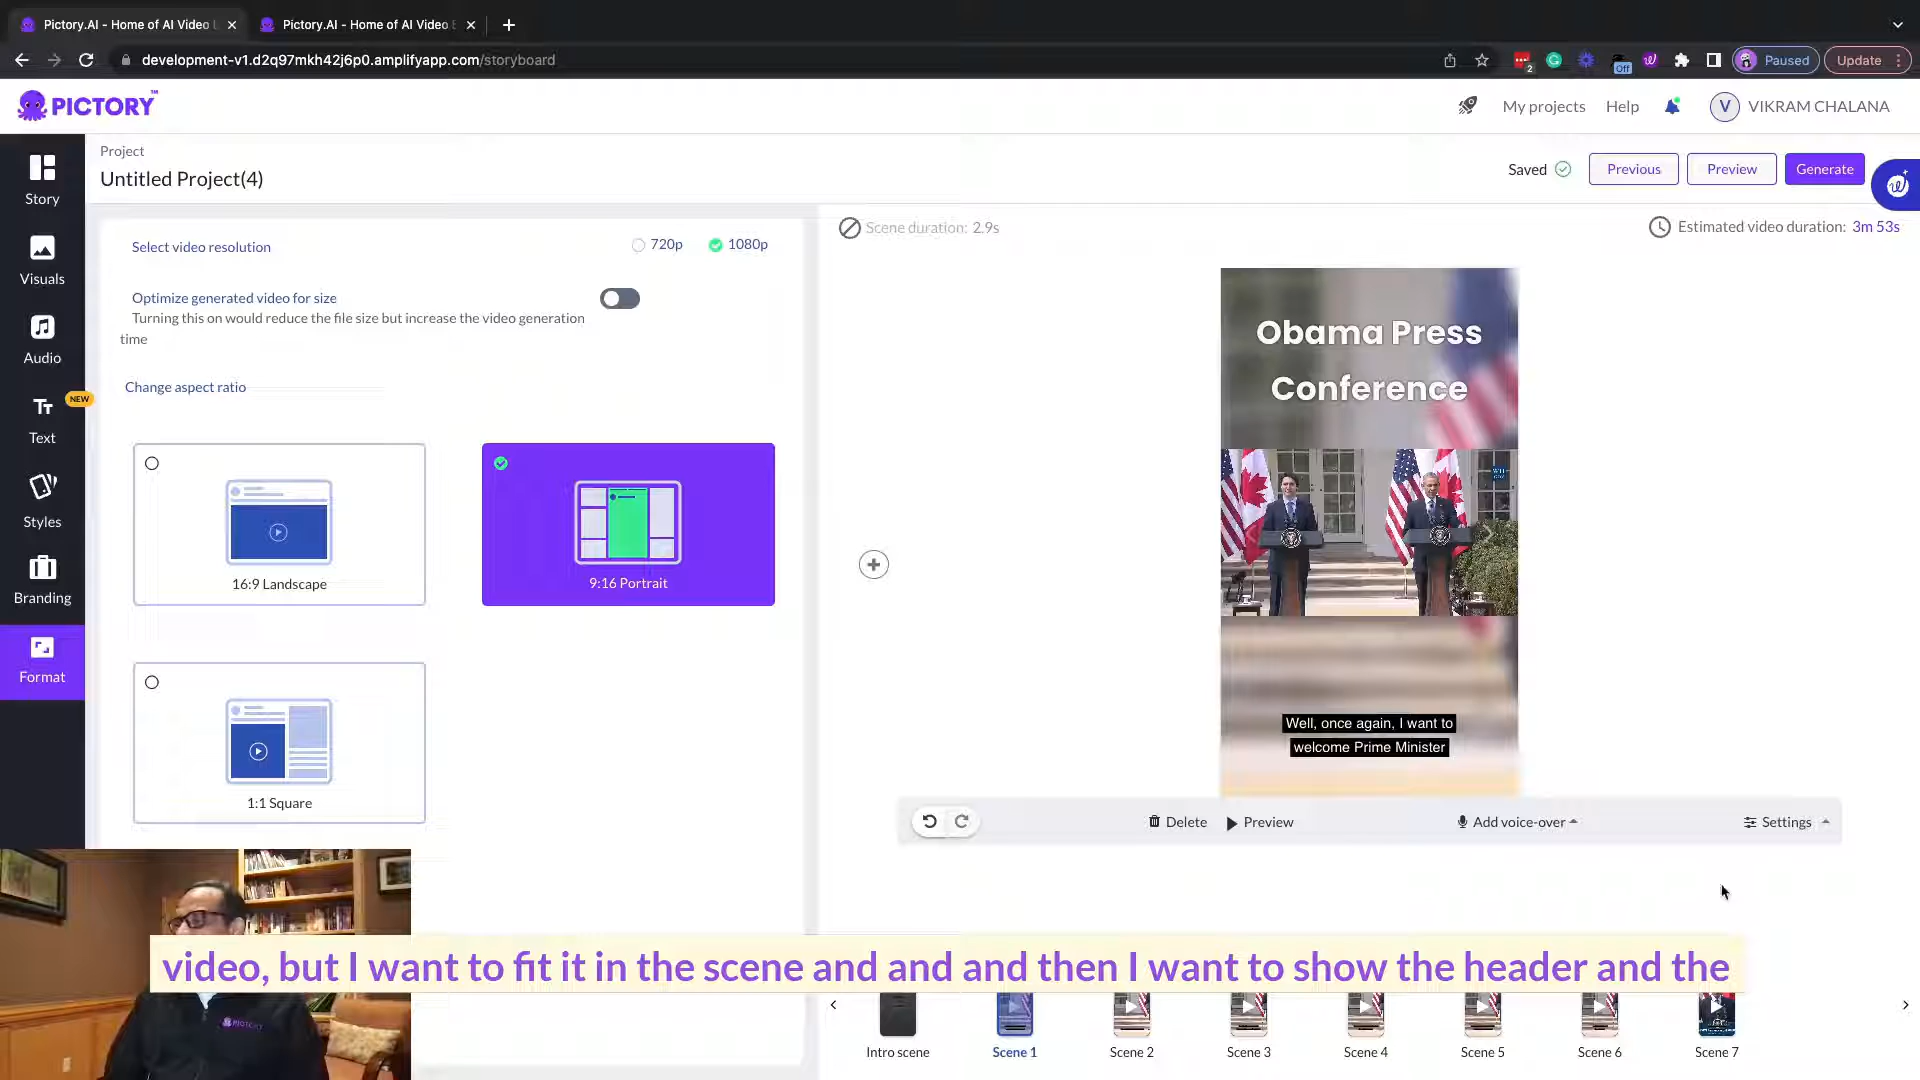 Pictory.AI - Home of AI Video
Pictory.AI - Home of AI Video
development-v1.d2q97mkh42j6p0.amplifyapp.com/storyboard
2
Off
Paused
Update
PICTORY™
My projects
Help
V
VIKRAM CHALANA
Project
Untitled Project(4)
Saved
Previous
Preview
Generate
Story
Visuals
Audio
NEW
Text
Styles
Branding
Format
Select video resolution
720p
1080p
Optimize generated video for size
Turning this on would reduce the file size but increase the video generation
time
Change aspect ratio
16:9 Landscape
9:16 Portrait
1:1 Square
Scene duration: 2.9s
Estimated video duration: 3m 53s
Obama Press
Conference
Well, once again, I want to
welcome Prime Minister
Delete
Preview
Add voice-over
Settings
video, but I want to fit it in the scene and and and then I want to show the header and the
PICTORY
Intro scene
Scene 1
Scene 2
Scene 3
Scene 4
Scene 5
Scene 6
Scene 7